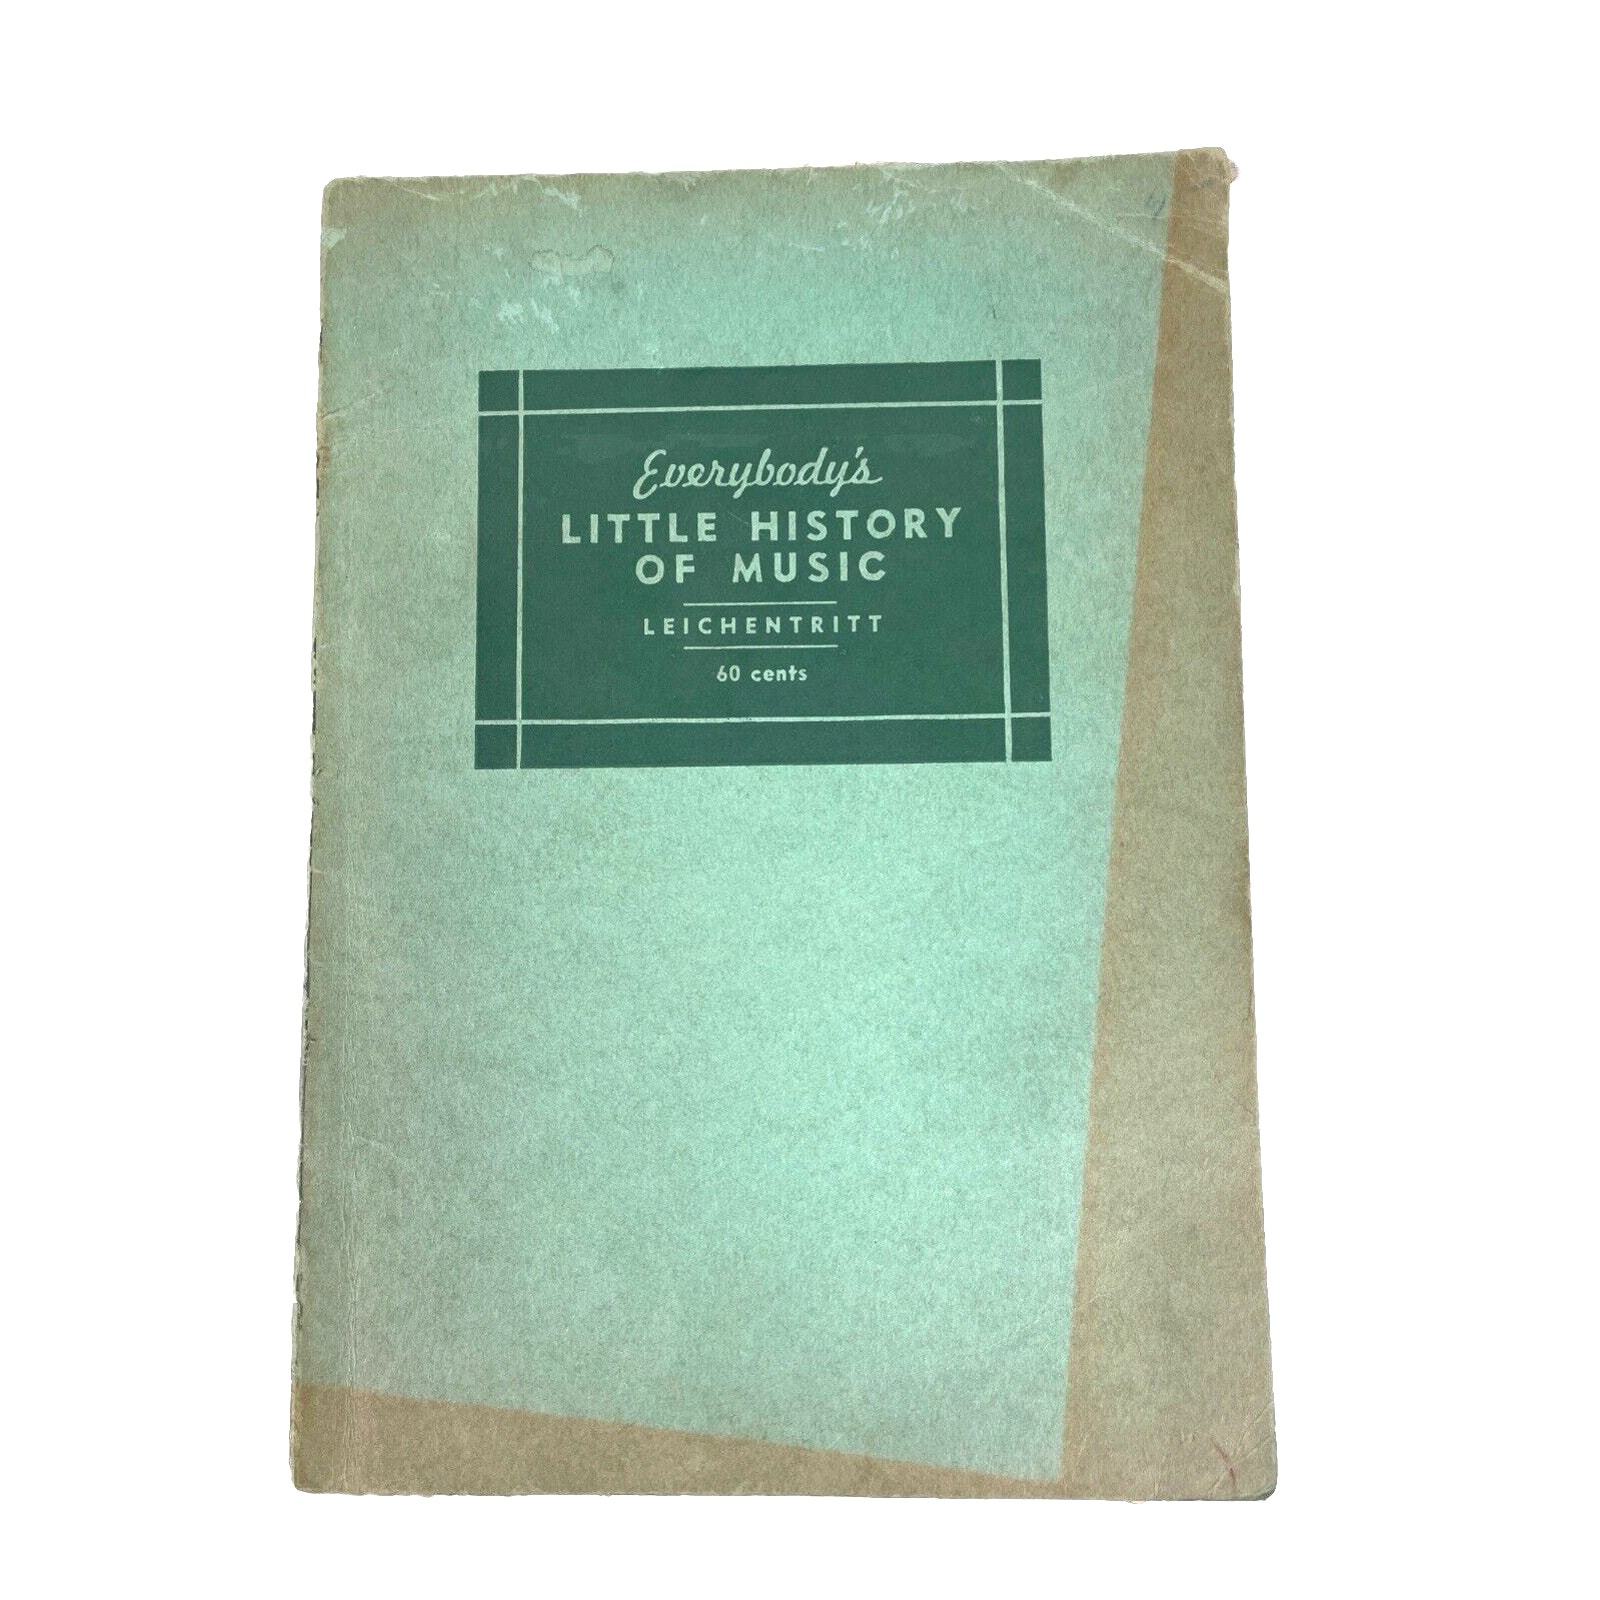 Everybody's
LITTLE HISTORY
OF MUSIC
LEICHENTRITT
60 cents